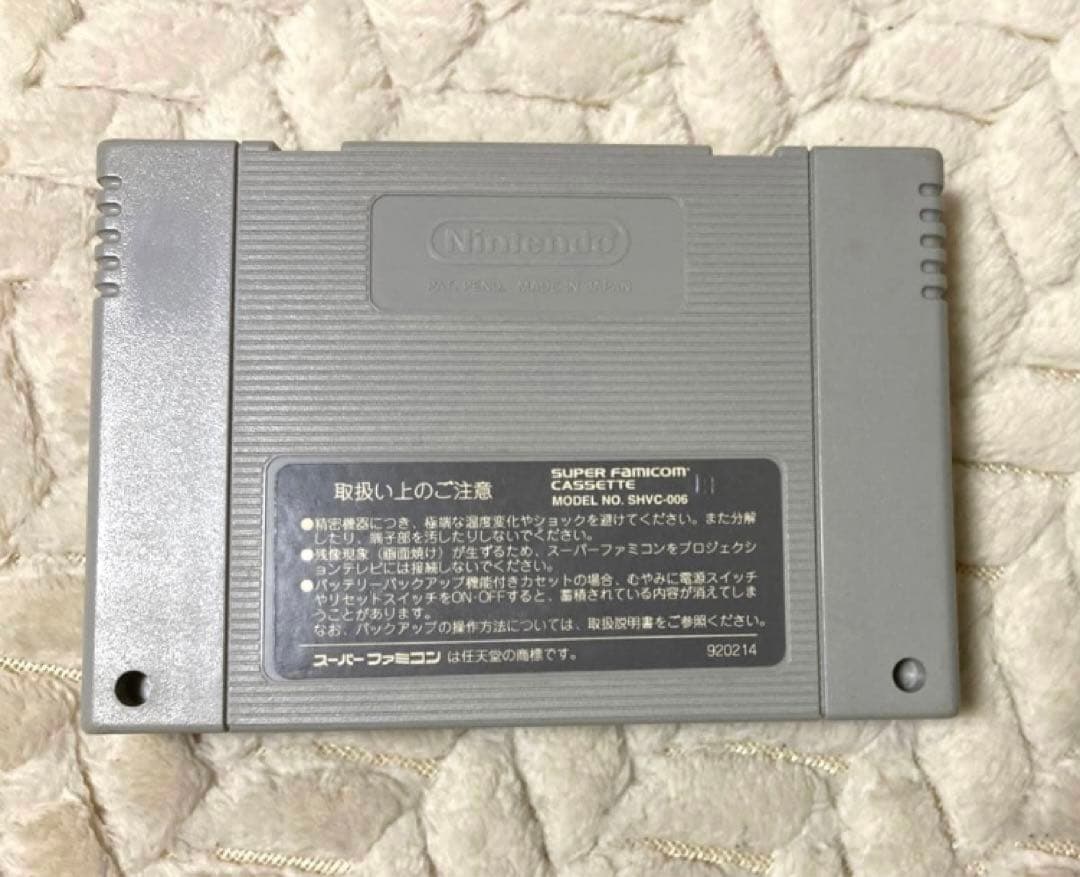 Nintendo
PAT. PEND. MADE IN JAPAN
取扱い上のご注意
SUPER FAMICOM
CASSETTE
MODEL NO. SHVC-006
●精密機器につき、極端な温度変化やショックを避けてください。また分解
したり、端子部を汚したりしないでください。
●残像現象(画面焼け)が生ずるため、スーパーファミコンをプロジェクシ
ョンテレビには接続しないでください。
●バッテリーバックアップ機能付きカセットの場合、むやみに電源スイッチ
やリセットスイッチをON・OFFすると、蓄積されている内容が消えてしま
うことがあります。
なお、バックアップの操作方法については、取扱説明書をご参照ください。
スーパーファミコン は任天堂の商標です。
920214